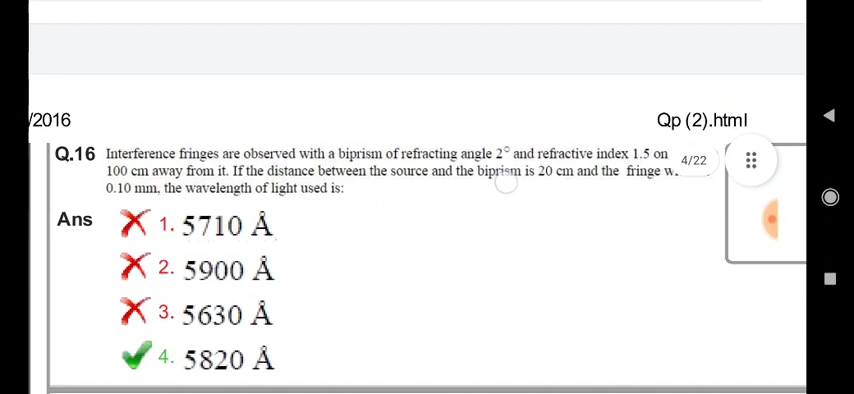 /2016
Qp (2).html
Q.16 Interference fringes are observed with a biprism of refracting angle 2° and refractive index 1.5 on
4/22
100 cm away from it. If the distance between the source and the biprism is 20 cm and the fringe
0.10 mm, the wavelength of light used is:
Ans
1. 5710 Å
2. 5900 Å
3. 5630 Å
4. 5820 Å